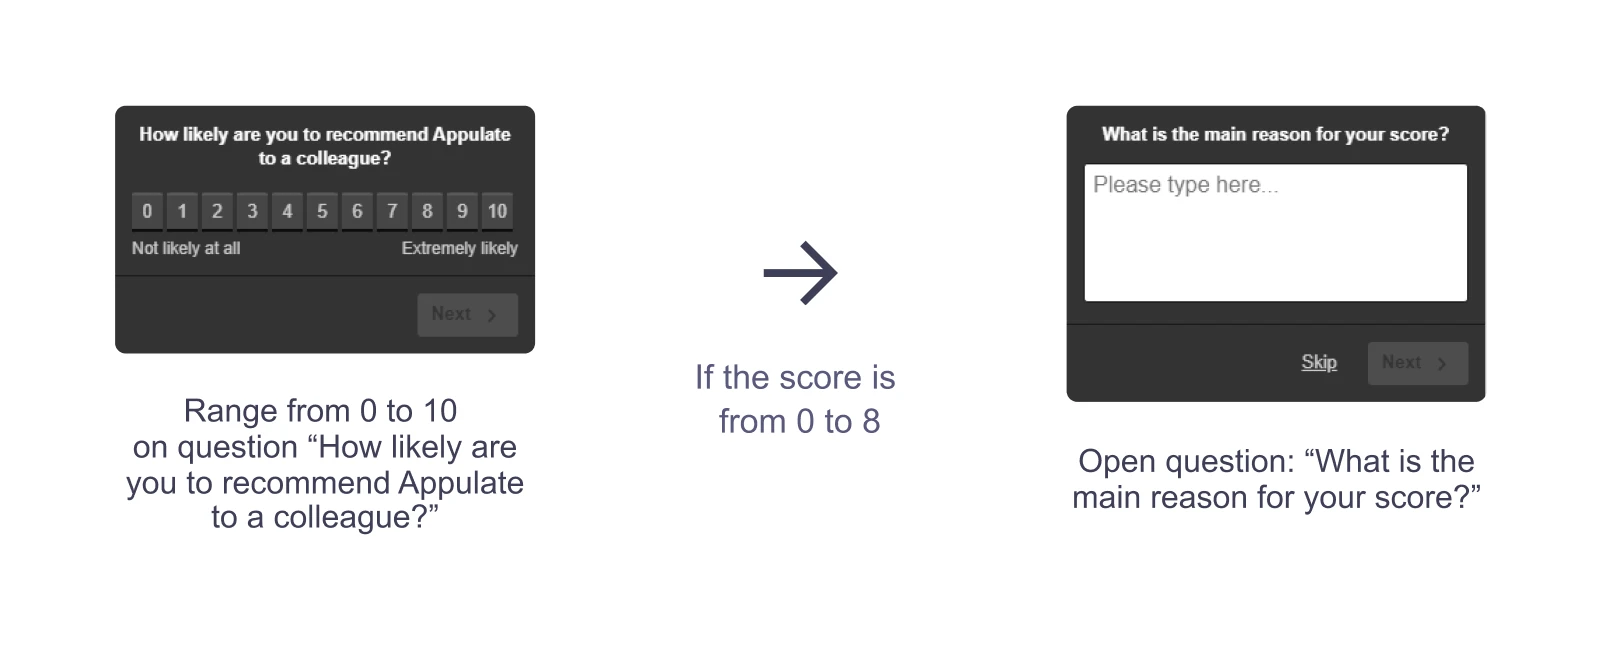 How likely are you to recommend Appulate
to a colleague?
0 1 2 3 4 5 6 7 8 9 10
Not likely at all Extremely likely
Next
Range from 0 to 10
on question “How likely are
you to recommend Appulate
to a colleague?”
If the score is
from 0 to 8
What is the main reason for your score?
Please type here...
Skip Next
Open question: “What is the
main reason for your score?”